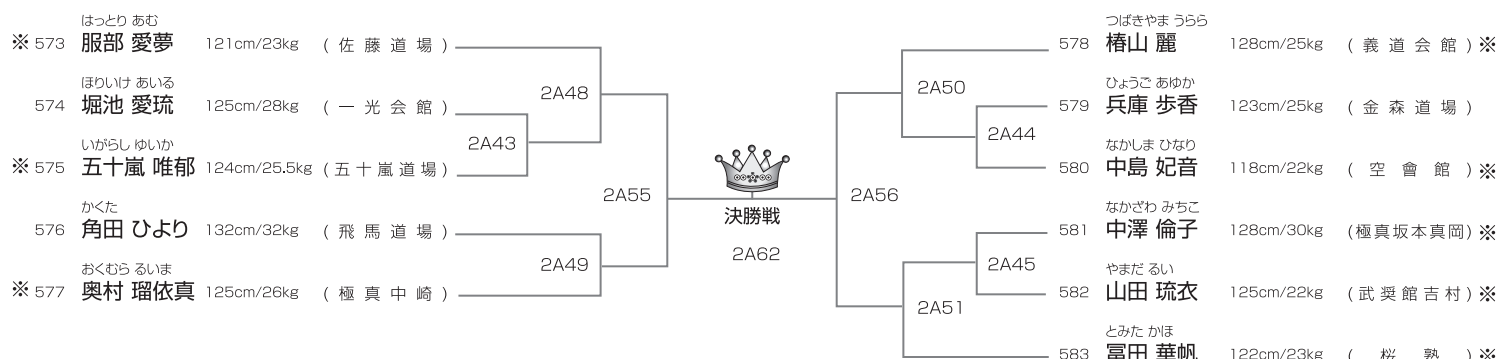 はっとり あむ
※ 573 服部 愛夢 121cm/23kg (佐藤道場)
ほりいけ あいる
574 堀池 愛琉 125cm/28kg (一光会館)
いがらし ゆいか
※ 575 五十嵐 唯郁 124cm/25.5kg (五十嵐道場)
かくた
576 角田 ひより 132cm/32kg (飛馬道場)
おくむら るいま
※ 577 奥村 瑠依真 125cm/26kg (極真中崎)
2A48
2A43
2A55
2A49
決勝戦
2A62
2A50
2A44
2A56
2A45
2A51
つばきやま うらら
578 椿山 麗 128cm/25kg (義道会館) ※
ひょうご あゆか
579 兵庫 歩香 123cm/25kg (金森道場)
なかしま ひなり
580 中島 妃音 118cm/22kg (空會館) ※
なかざわ みちこ
581 中澤 倫子 128cm/30kg (極真坂本真岡) ※
やまだ るい
582 山田 琉衣 125cm/22kg (武奨館吉村) ※
とみた かほ
583 冨田 華帆 122cm/23kg (桜塾) ※